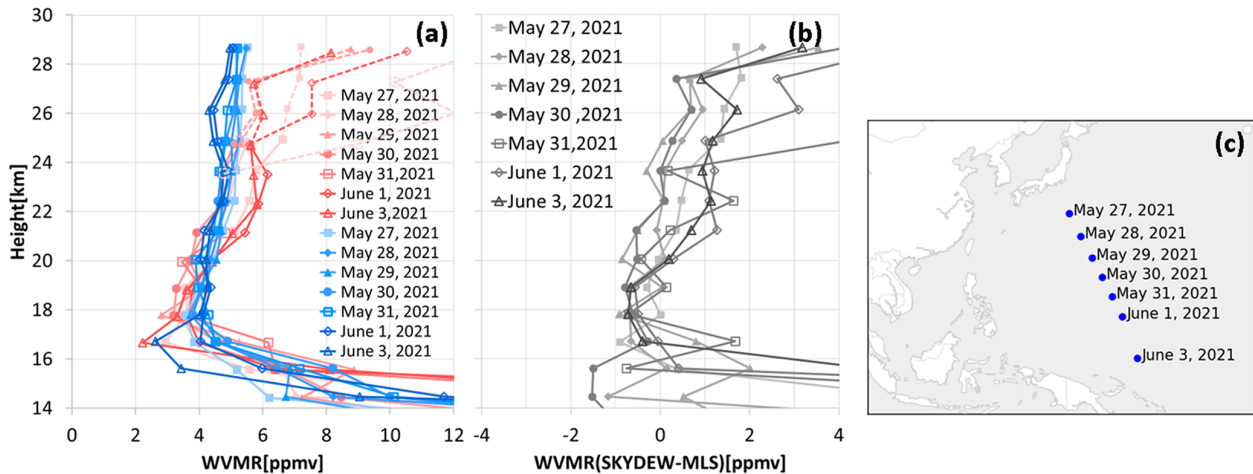 30
28
26
24
22
20
18
16
14
Height[km]
0
2
4
6
8
10
12
WVMR[ppmv]
(a)
May 27, 2021
May 28, 2021
May 29, 2021
May 30, 2021
May 31,2021
June 1, 2021
June 3,2021
May 27, 2021
May 28, 2021
May 29, 2021
May 30, 2021
May 31, 2021
June 1, 2021
June 3, 2021
(b)
May 27, 2021
May 28, 2021
May 29, 2021
May 30 ,2021
May 31,2021
June 1, 2021
June 3, 2021
-4
-2
0
2
4
WVMR(SKYDEW-MLS)[ppmv]
(c)
May 27, 2021
May 28, 2021
May 29, 2021
May 30, 2021
May 31, 2021
June 1, 2021
June 3, 2021